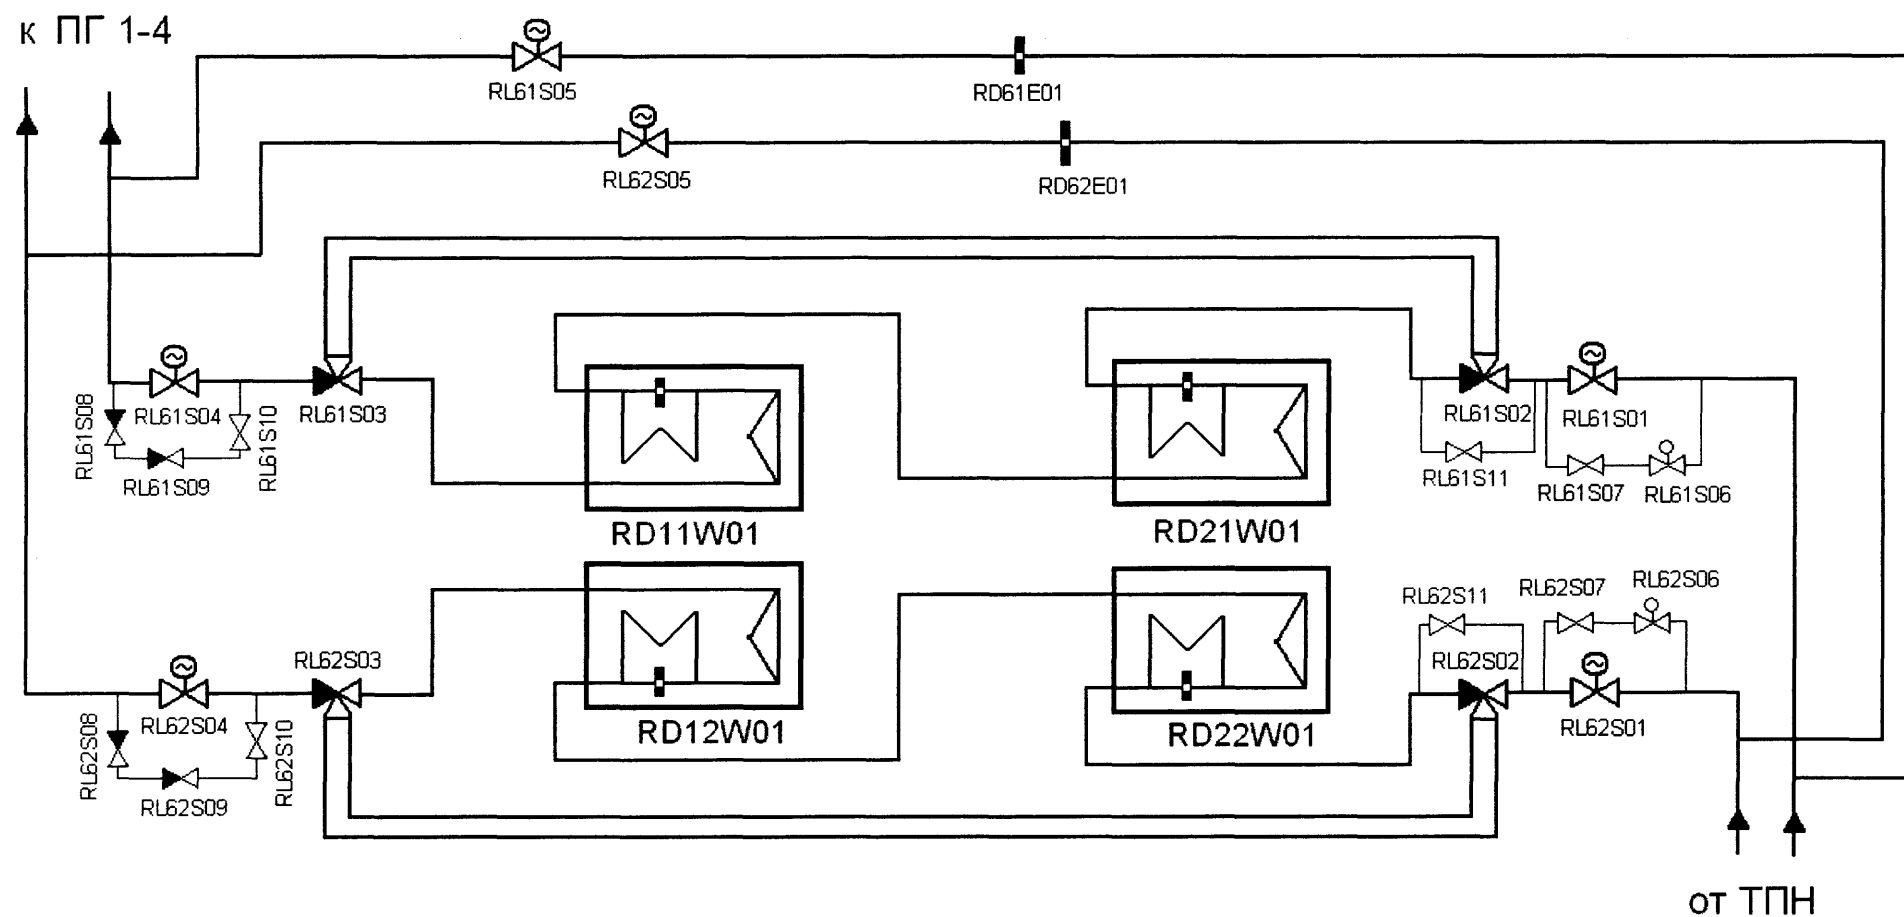 к ПГ 1-4
RL61S05
RD61E01
RL62S05
RD62E01
RL61S08
RL61S04
RL61S10
RL61S03
RL61S09
RL61S02
RL61S01
RL61S11
RL61S07
RL61S06
RD11W01
RD21W01
RL62S11
RL62S07
RL62S06
RL62S03
RL62S02
RL62S08
RL62S04
RL62S10
RL62S09
RD12W01
RD22W01
RL62S01
от ТПН